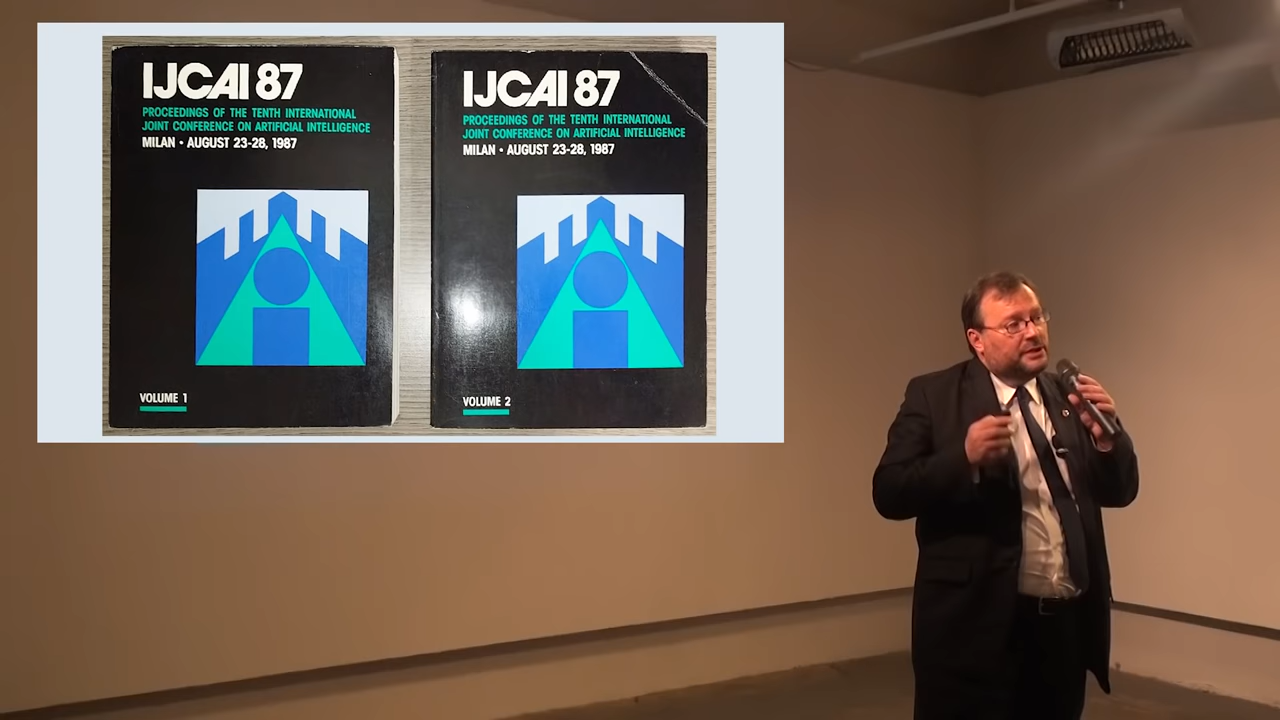 IJCAI 87
PROCEEDINGS OF THE TENTH INTERNATIONAL
JOINT CONFERENCE ON ARTIFICIAL INTELLIGENCE
MILAN • AUGUST 23-28, 1987
VOLUME 1
IJCAI 87
PROCEEDINGS OF THE TENTH INTERNATIONAL
JOINT CONFERENCE ON ARTIFICIAL INTELLIGENCE
MILAN • AUGUST 23-28, 1987
VOLUME 2